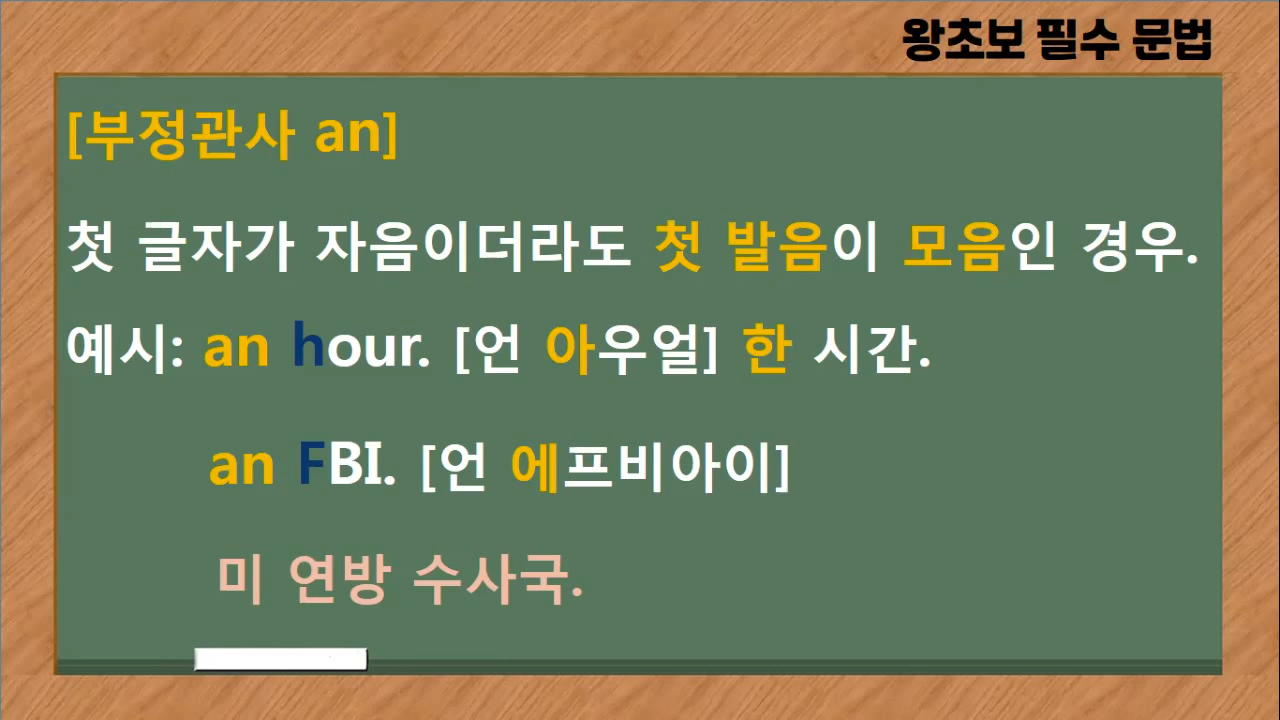 왕초보 필수 문법
[부정관사 an]
첫 글자가 자음이더라도 첫 발음이 모음인 경우.
예시: an hour. [언 아우얼] 한 시간.
an FBI. [언 에프비아이]
미 연방 수사국.